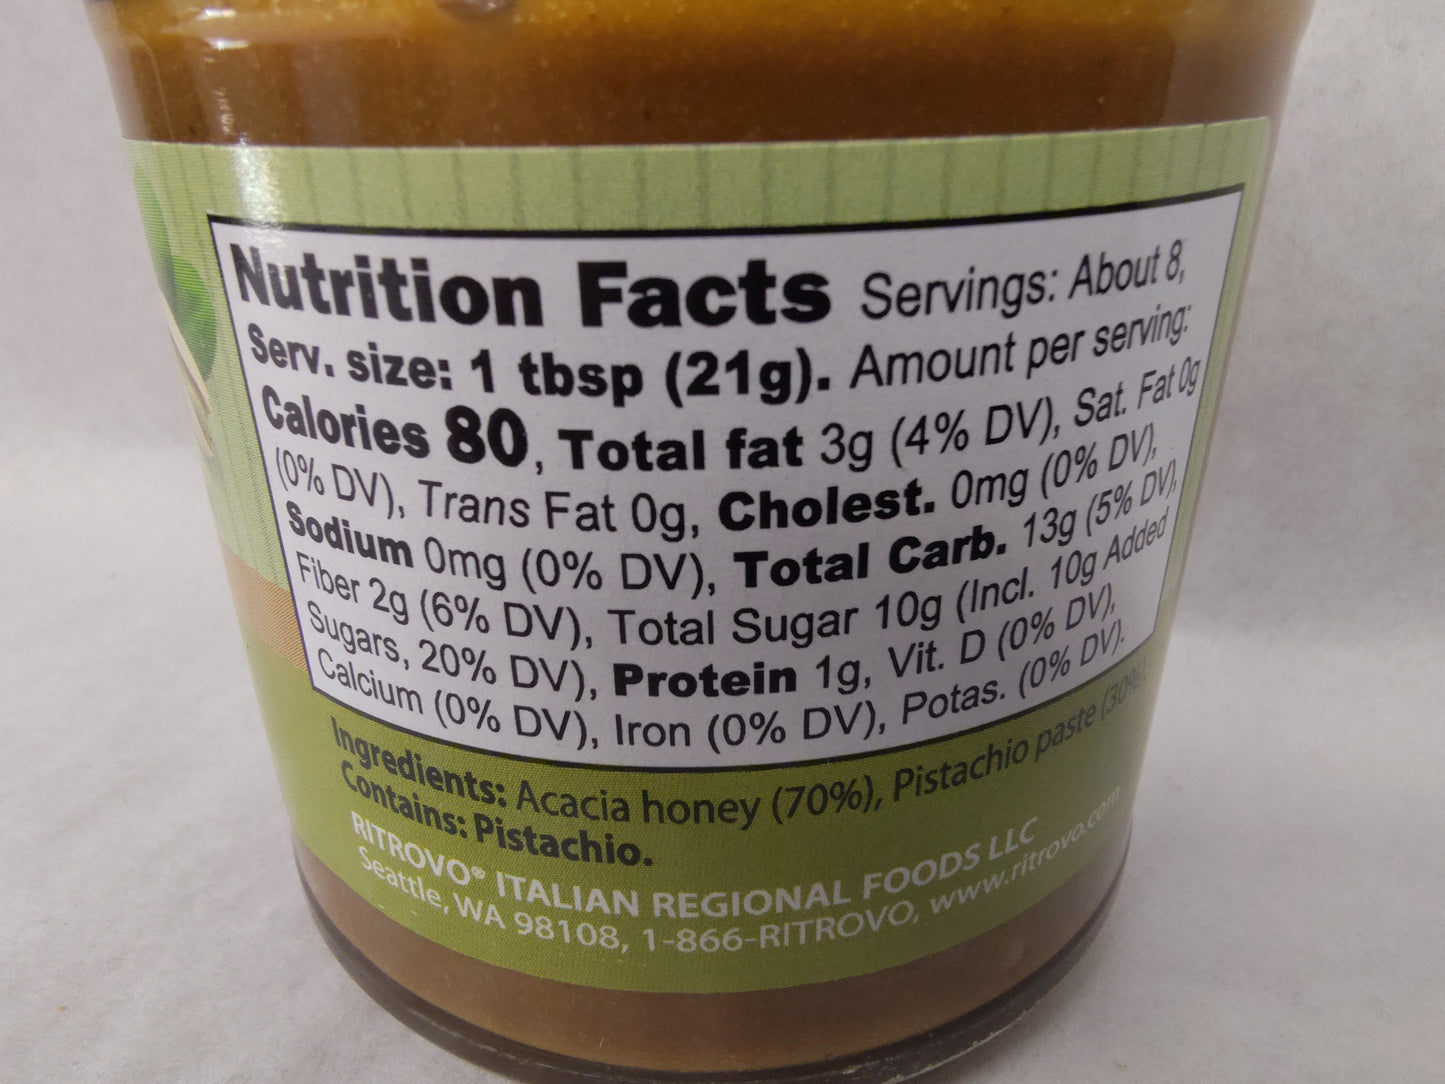 Nutrition Facts Servings: About 8,
Serv. size: 1 tbsp (21g). Amount per serving:
Calories 80, Total fat 3g (4% DV), Sat. Fat 0g
(0% DV), Trans Fat 0g, Cholest. 0mg (0% DV),
Sodium 0mg (0% DV), Total Carb. 13g (5% DV),
Fiber 2g (6% DV), Total Sugar 10g (Incl. 10g Added
Sugars, 20% DV), Protein 1g, Vit. D (0% DV),
Calcium (0% DV), Iron (0% DV), Potas. (0% DV).
Ingredients: Acacia honey (70%), Pistachio paste (30%).
Contains: Pistachio.
RITROVO® ITALIAN REGIONAL FOODS LLC
Seattle, WA 98108, 1-866-RITROVO, www.ritrovo.com